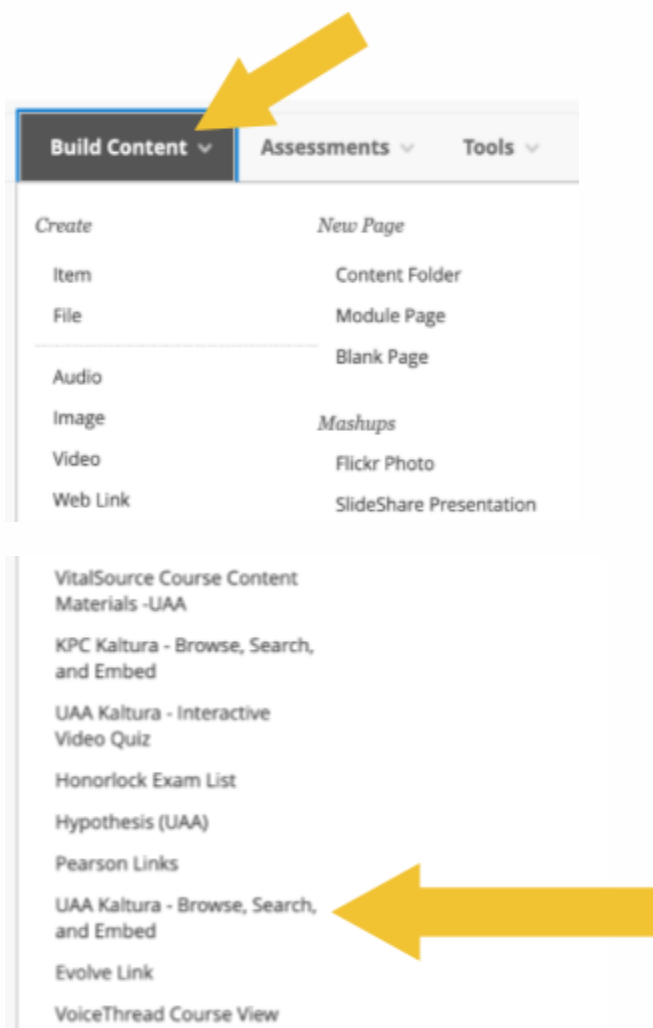 Build Content Assessments Tools
Create
Item
File
Audio
Image
Video
Web Link
New Page
Content Folder
Module Page
Blank Page
Mashups
Flickr Photo
SlideShare Presentation
VitalSource Course Content
Materials -UAA
KPC Kaltura - Browse, Search,
and Embed
UAA Kaltura - Interactive
Video Quiz
Honorlock Exam List
Hypothesis (UAA)
Pearson Links
UAA Kaltura - Browse, Search,
and Embed
Evolve Link
VoiceThread Course View